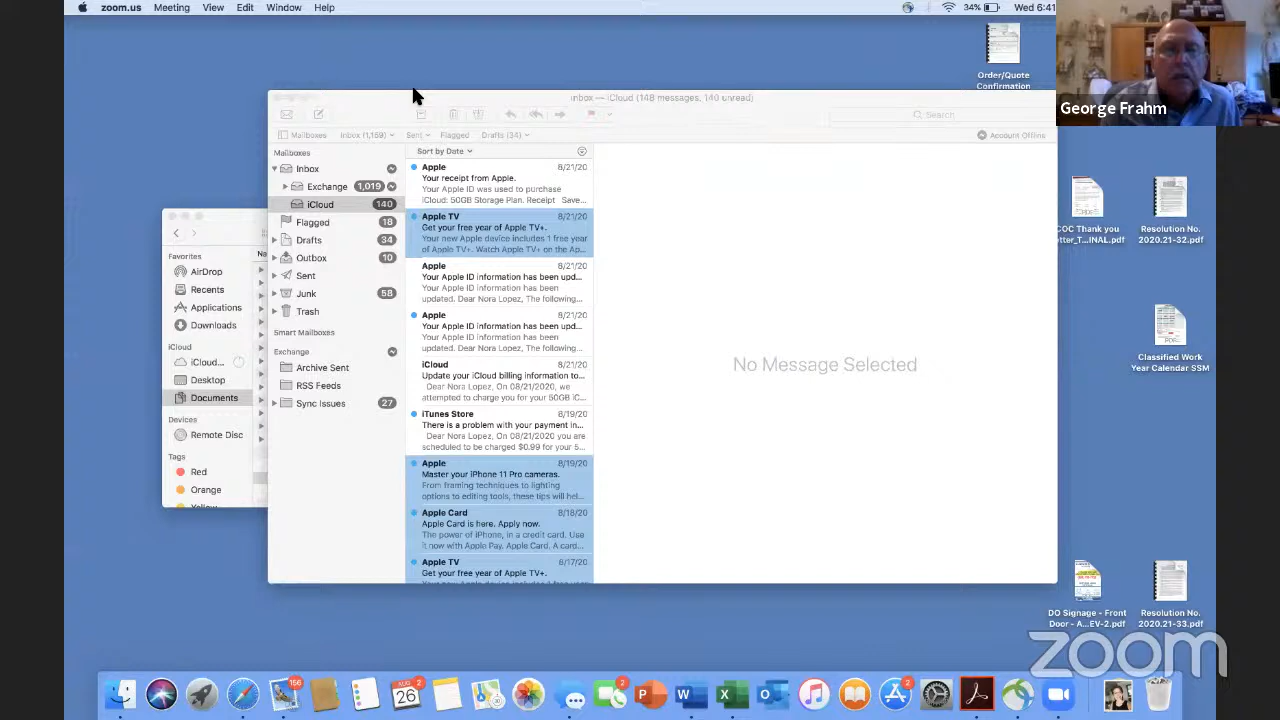 zoom.us Meeting View Edit Window Help
34% Wed 6:41
Order/Quote
Confirmation
George Frahm
Inbox — iCloud (148 messages, 140 unread)
Search
Mailboxes Inbox (1,159) Sent Flagged Drafts (34)
Account Offline
Mailboxes
Inbox
Exchange 1,019
iCloud 140
Flagged 18
Drafts 34
Outbox 10
Sent
Junk 58
Trash
Smart Mailboxes
Exchange
Archive Sent
RSS Feeds
Sync Issues 27
Sort by Date
Apple 8/21/20
Your receipt from Apple.
Your Apple ID was used to purchase
iCloud: 50GB Storage Plan. Receipt Save...
Apple TV 8/21/20
Get your free year of Apple TV+.
Your new Apple device includes 1 free year
of Apple TV+. Watch Apple TV+ on the Ap...
Apple 8/21/20
Your Apple ID information has been upd...
Your Apple ID information has been
updated. Dear Nora Lopez, The following...
Apple 8/21/20
Your Apple ID information has been upd...
Your Apple ID information has been
updated. Dear Nora Lopez, The following...
iCloud 8/21/20
Update your iCloud billing information to...
Dear Nora Lopez, On 08/21/2020, we
attempted to charge you for your 50GB iC...
iTunes Store 8/19/20
There is a problem with your payment in...
Dear Nora Lopez, On 08/21/2020 you are
scheduled to be charged $0.99 for your 5...
Apple 8/19/20
Master your iPhone 11 Pro cameras.
From framing techniques to lighting
options to editing tools, these tips will hel...
Apple Card 8/18/20
Apple Card is here. Apply now.
The power of iPhone, in a credit card. Use
it now with Apple Pay. Apple Card. A card...
Apple TV 8/17/20
Get your free year of Apple TV+.
No Message Selected
Favorites
AirDrop
Recents
Applications
Downloads
iCloud
iCloud...
Desktop
Documents
Devices
Remote Disc
Tags
Red
Orange
Yellow
Na
COC Thank you
etter_T...INAL.pdf
Resolution No.
2020.21-32.pdf
Classified Work
Year Calendar SSM
DO Signage - Front
Door - A...EV-2.pdf
Resolution No.
2020.21-33.pdf
zoom
156
AUG
26
2
2
2